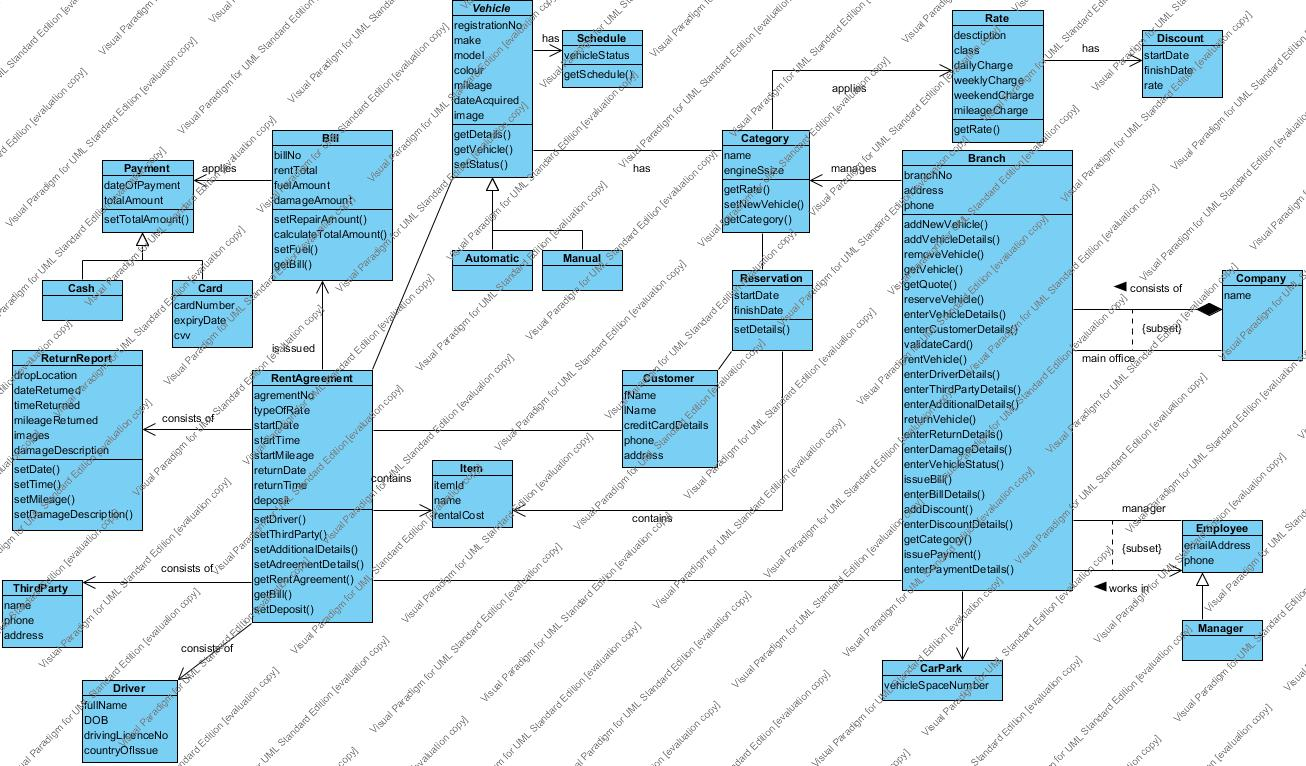 Vehicle
registrationNo
make
model
colour
mileage
dateAcquired
image
getDetails()
getVehicle()
setStatus()
has
Schedule
vehicleStatus
getSchedule()
Rate
desctiption
class
dailyCharge
weeklyCharge
weekendCharge
mileageCharge
getRate()
has
Discount
startDate
finishDate
rate
applies
Bill
billNo
rentTotal
fuelAmount
damageAmount
setRepairAmount()
calculateTotalAmount()
setFuel()
getBill()
Payment
dateOfPayment
totalAmount
setTotalAmount()
applies
Category
name
engineSize
getRate()
setNewVehicle()
getCategory()
has
manages
Branch
branchNo
address
phone
addNewVehicle()
addVehicleDetails()
removeVehicle()
getVehicle()
getQuote()
reserveVehicle()
enterVehicleDetails()
enterCustomerDetails()
validateCard()
rentVehicle()
enterDriverDetails()
enterThirdPartyDetails()
enterAdditionalDetails()
returnVehicle()
enterReturnDetails()
enterDamageDetails()
enterVehicleStatus()
issueBill()
enterBillDetails()
addDiscount()
enterDiscountDetails()
getCategory()
issuePayment()
enterPaymentDetails()
Automatic
Manual
Cash
Card
cardNumber
expiryDate
cvv
Reservation
startDate
finishDate
setDetails()
consists of
Company
name
{subset}
main office
is issued
ReturnReport
dropLocation
dateReturned
timeReturned
mileageReturned
images
damageDescription
setDate()
setTime()
setMileage()
setDamageDescription()
consists of
RentAgreement
agrementNo
typeOfRate
startDate
startTime
startMileage
returnDate
returnTime
deposit
setDriver()
setThirdParty()
setAdditionalDetails()
setAdreementDetails()
getRentAgreement()
getBill()
setDeposit()
Customer
fName
lName
creditCardDetails
phone
address
contains
Item
itemId
name
rentalCost
contains
manager
Employee
emailAddress
phone
{subset}
works in
consists of
ThirdParty
name
phone
address
Manager
consists of
Driver
fullName
DOB
drivingLicenceNo
countryOfIssue
CarPark
vehicleSpaceNumber
Visual Paradigm for UML Standard Edition [evaluation copy]